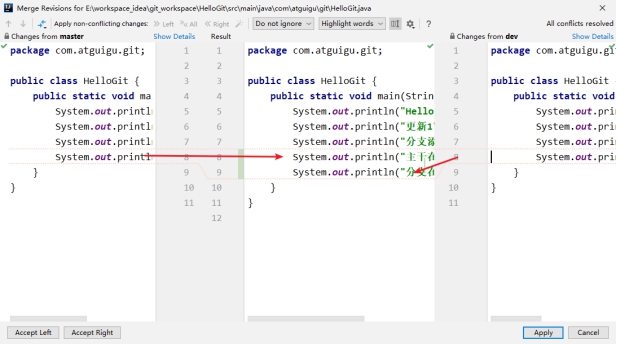 Merge Revisions for E:\workspace_idea\git_workspace\HelloGit\src\main\java\com\atguigu\git\HelloGit.java
Apply non-conflicting changes: Left All Right Do not ignore Highlight words ? All conflicts resolved
Changes from master Show Details Result Changes from dev Show Details
package com.atguigu.git; 1 1 package com.atguigu.git; 1 package com.atguigu.git;
2 2 2
public class HelloGit { 3 3 public class HelloGit { 3 public class HelloGit
public static void ma 4 4 public static void main(Strin 4 public static voi
System.out.printl 5 5 System.out.println("Hello 5 System.out.pri
System.out.printl 6 6 System.out.println("更新1 6 System.out.pri
System.out.printl 7 7 System.out.println("分支 7 System.out.pri
System.out.printl 8 8 System.out.println("主干在 8 System.out.pri
} 9 9 System.out.println("分支在 9 }
} 10 10 } 10 }
11 11 } 11
12
Accept Left Accept Right Apply Cancel